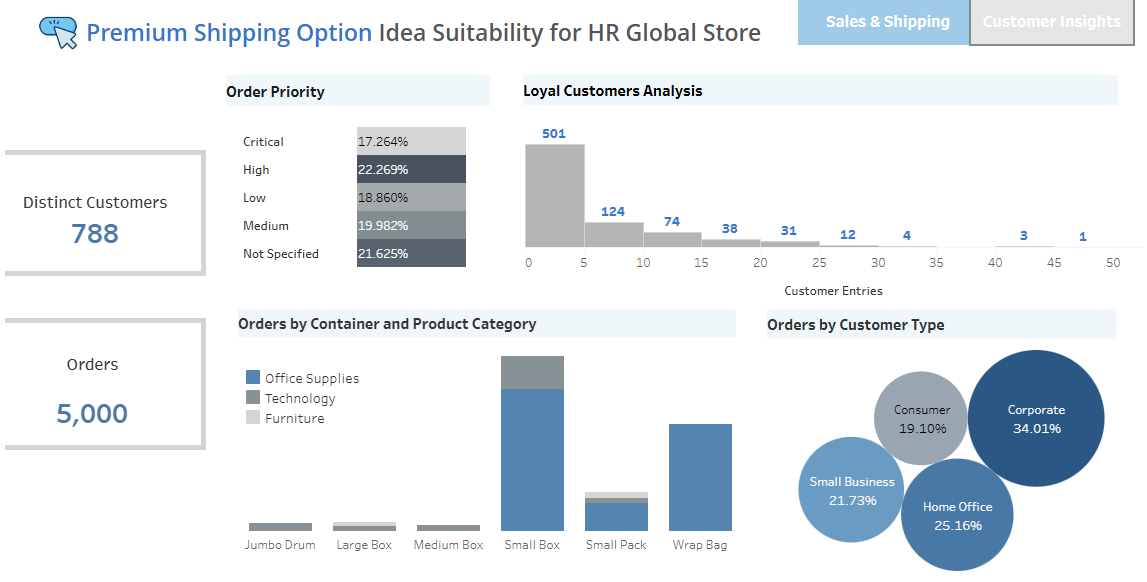 Premium Shipping Option Idea Suitability for HR Global Store
Sales & Shipping
Customer Insights
Distinct Customers
788
Orders
5,000
Order Priority
Critical 17.264%
High 22.269%
Low 18.860%
Medium 19.982%
Not Specified 21.625%
Loyal Customers Analysis
501
124
74
38
31
12
4
3
1
0 5 10 15 20 25 30 35 40 45 50
Customer Entries
Orders by Container and Product Category
Office Supplies
Technology
Furniture
Jumbo Drum Large Box Medium Box Small Box Small Pack Wrap Bag
Orders by Customer Type
Consumer
19.10%
Corporate
34.01%
Small Business
21.73%
Home Office
25.16%